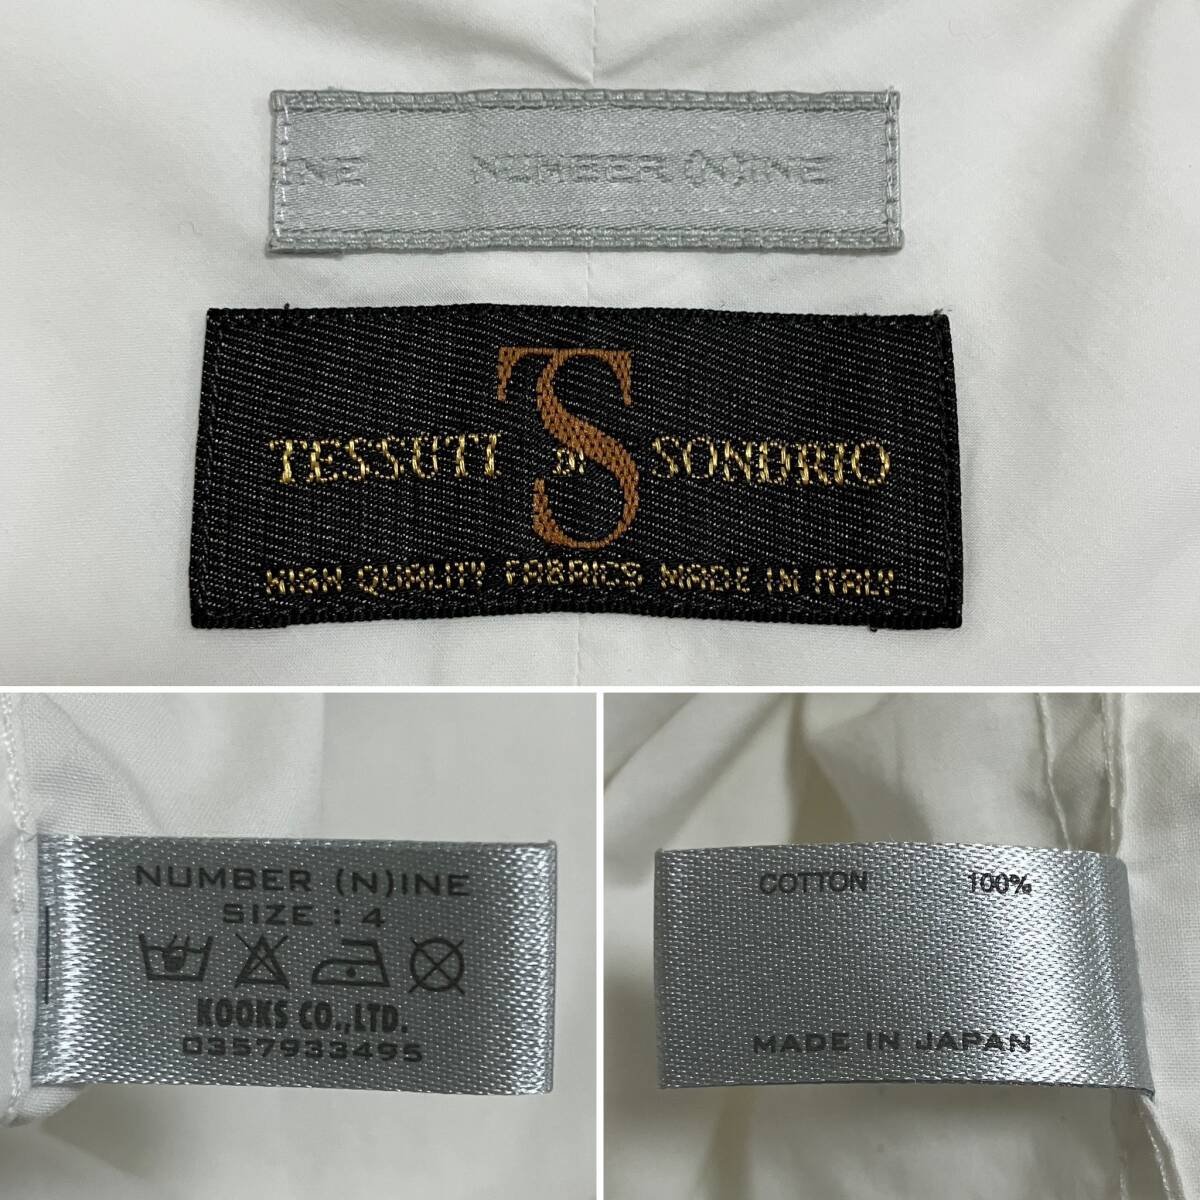 INE NUMBER (N)INE
TS
TESSUTI DI SONDRIO
HIGH QUALITY FABRICS MADE IN ITALY
NUMBER (N)INE
SIZE : 4
KOOKS CO.,LTD.
0357933495
COTTON 100%
MADE IN JAPAN